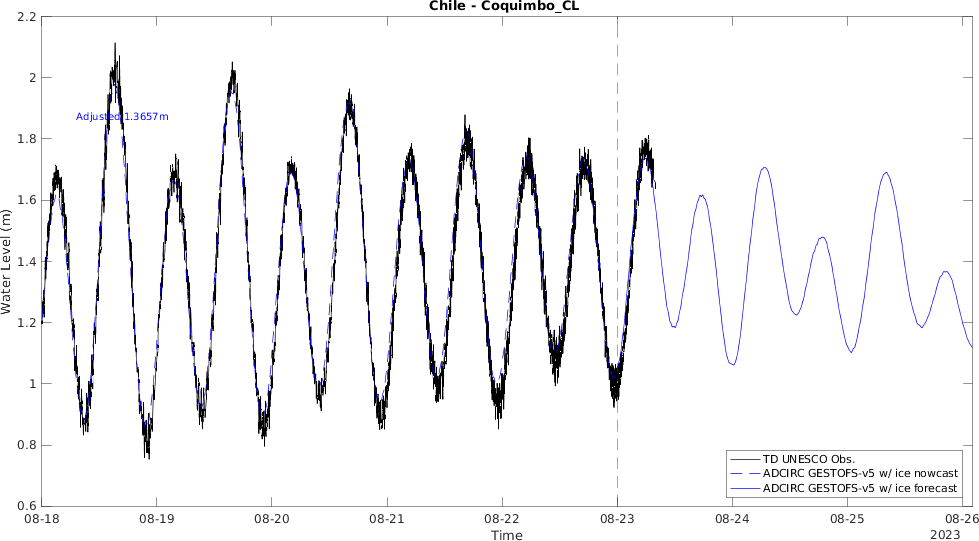 Chile - Coquimbo_CL
2.2
2
1.8
1.6
1.4
1.2
1
0.8
0.6
Water Level (m)
Adjusted 1.3657m
TD UNESCO Obs.
ADCIRC GESTOFS-v5 w/ ice nowcast
ADCIRC GESTOFS-v5 w/ ice forecast
08-18 08-19 08-20 08-21 08-22 08-23 08-24 08-25 08-26
Time
2023